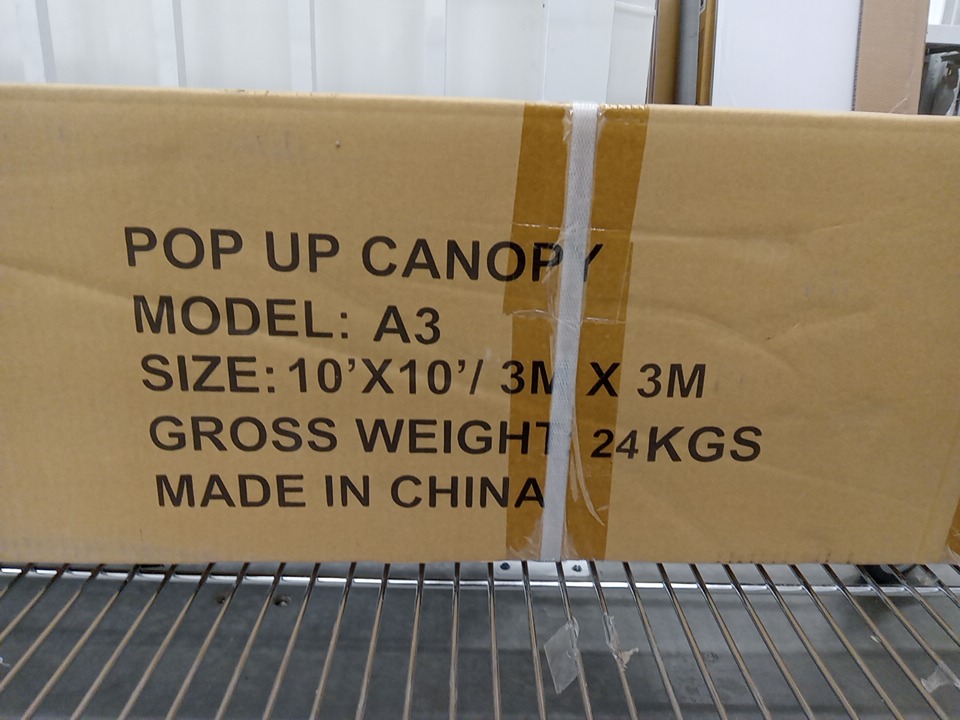 POP UP CANOPY
MODEL: A3
SIZE: 10'X10'/ 3M X 3M
GROSS WEIGHT 24KGS
MADE IN CHINA